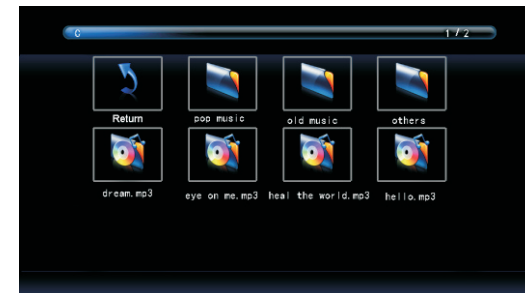 G 1 / 2
Return pop music old music others
dream.mp3 eye on me.mp3 heal the world.mp3 hello.mp3